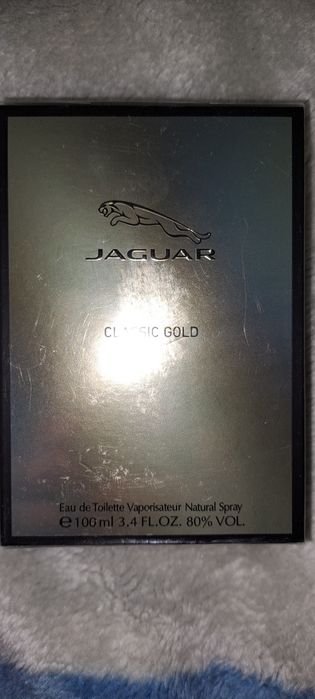 JAGUAR
CLASSIC GOLD
Eau de Toilette Vaporisateur Natural Spray
℮100 ml 3.4 FL.OZ. 80% VOL.